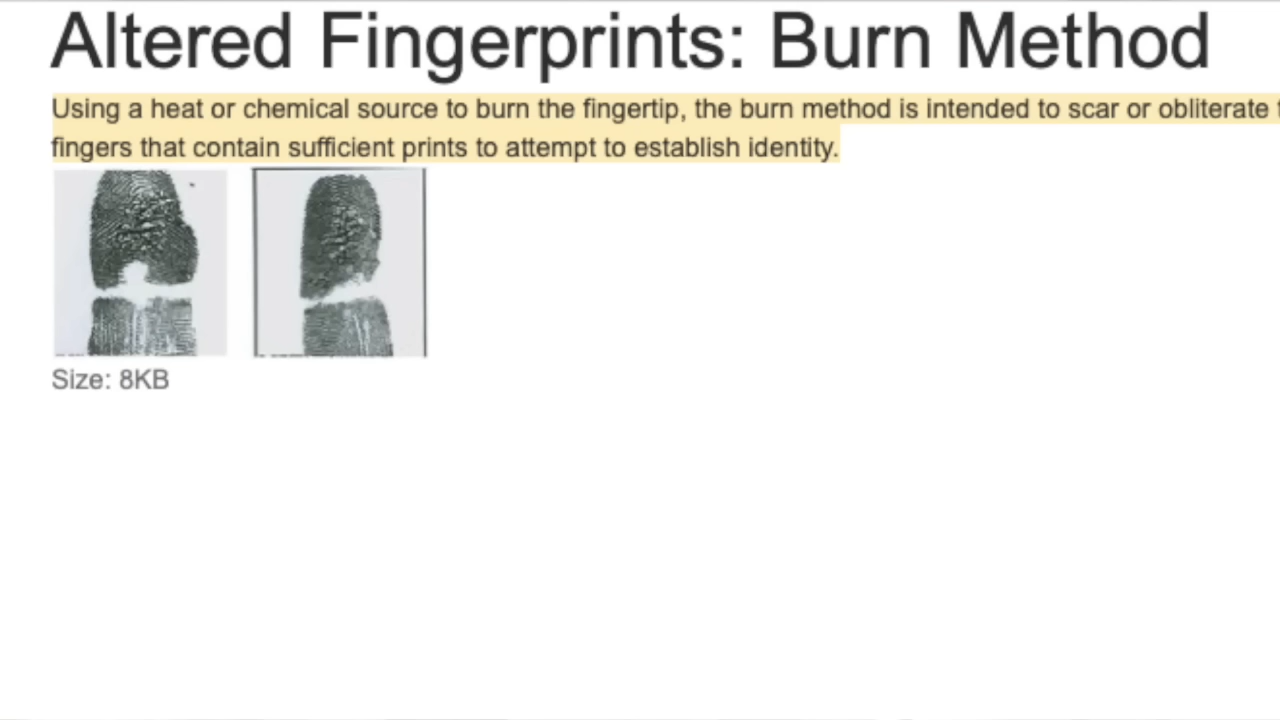 Altered Fingerprints: Burn Method
Using a heat or chemical source to burn the fingertip, the burn method is intended to scar or obliterate
fingers that contain sufficient prints to attempt to establish identity.
Size: 8KB